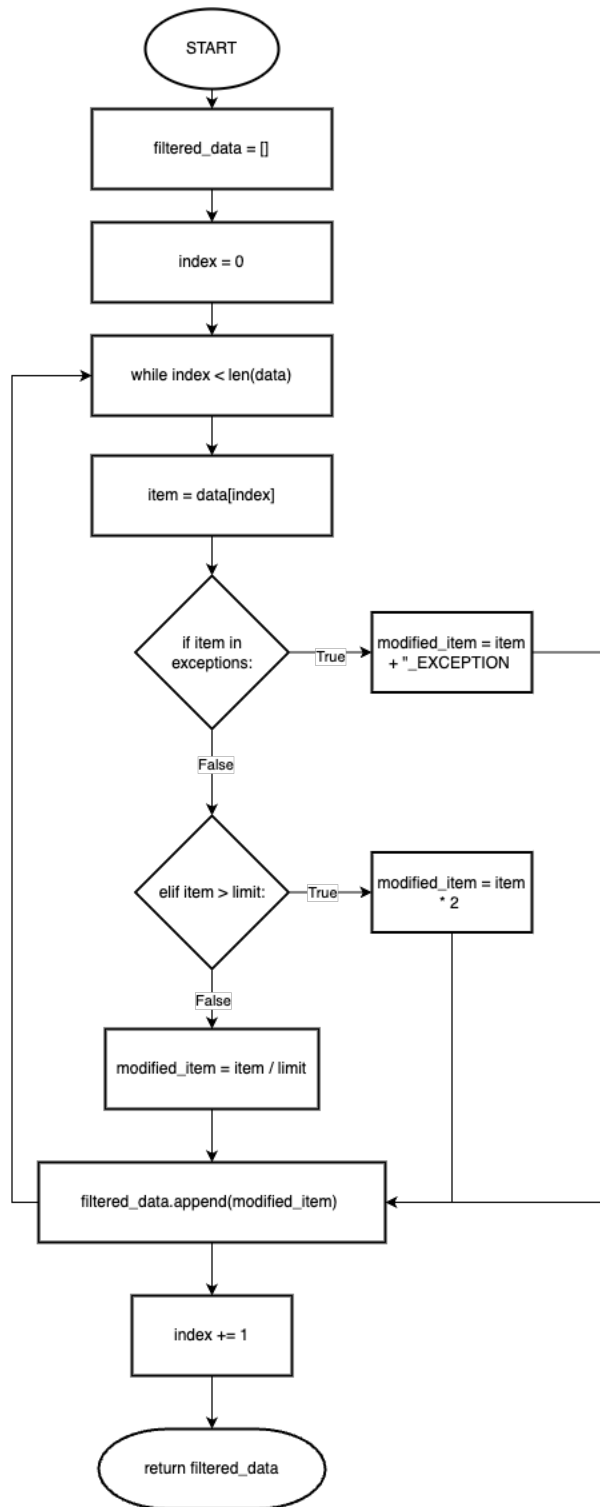 START
filtered_data = []
index = 0
while index < len(data)
item = data[index]
if item in
exceptions:
True
modified_item = item
+ "_EXCEPTION
False
elif item > limit:
True
modified_item = item
* 2
False
modified_item = item / limit
filtered_data.append(modified_item)
index += 1
return filtered_data